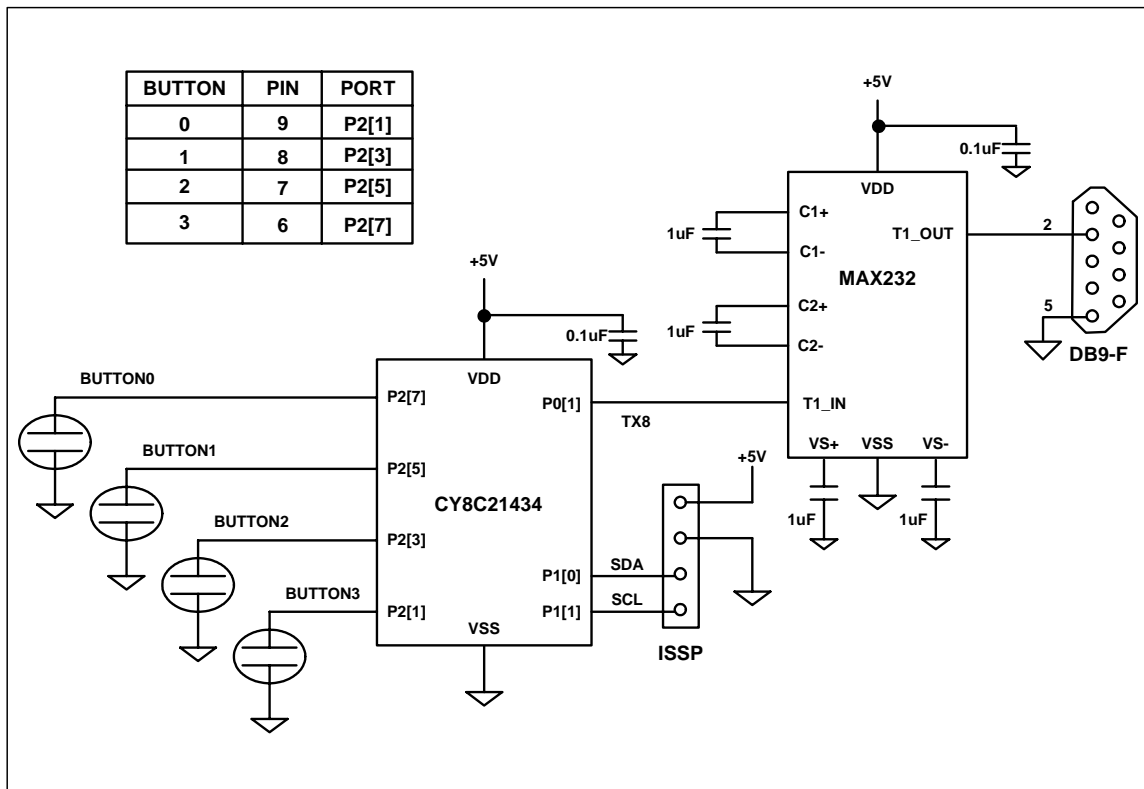 BUTTON PIN PORT
0 9 P2[1]
1 8 P2[3]
2 7 P2[5]
3 6 P2[7]
+5V
0.1uF
VDD
C1+
1uF
C1-
T1_OUT
2
MAX232
C2+
1uF
C2-
5
DB9-F
T1_IN
VS+ VSS VS-
1uF
1uF
+5V
0.1uF
VDD
BUTTON0
P2[7]
P0[1]
TX8
BUTTON1
P2[5]
CY8C21434
BUTTON2
P2[3]
BUTTON3
P2[1]
P1[0]
SDA
P1[1]
SCL
VSS
+5V
ISSP